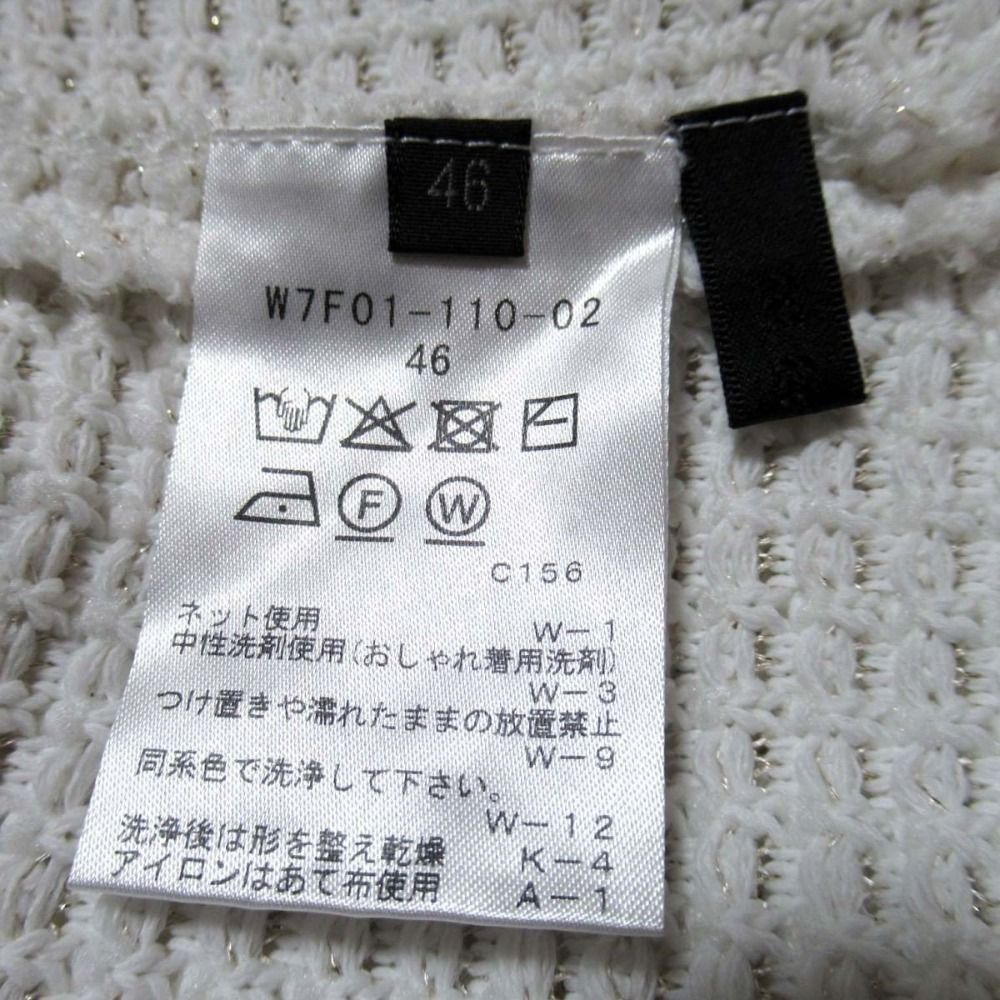 46
W7F01-110-02
46
F
W
C156
ネット使用
W-1
中性洗剤使用(おしゃれ着用洗剤)
W-3
つけ置きや濡れたままの放置禁止
W-9
同系色で洗浄して下さい。
W-12
洗浄後は形を整え乾燥
K-4
アイロンはあて布使用
A-1